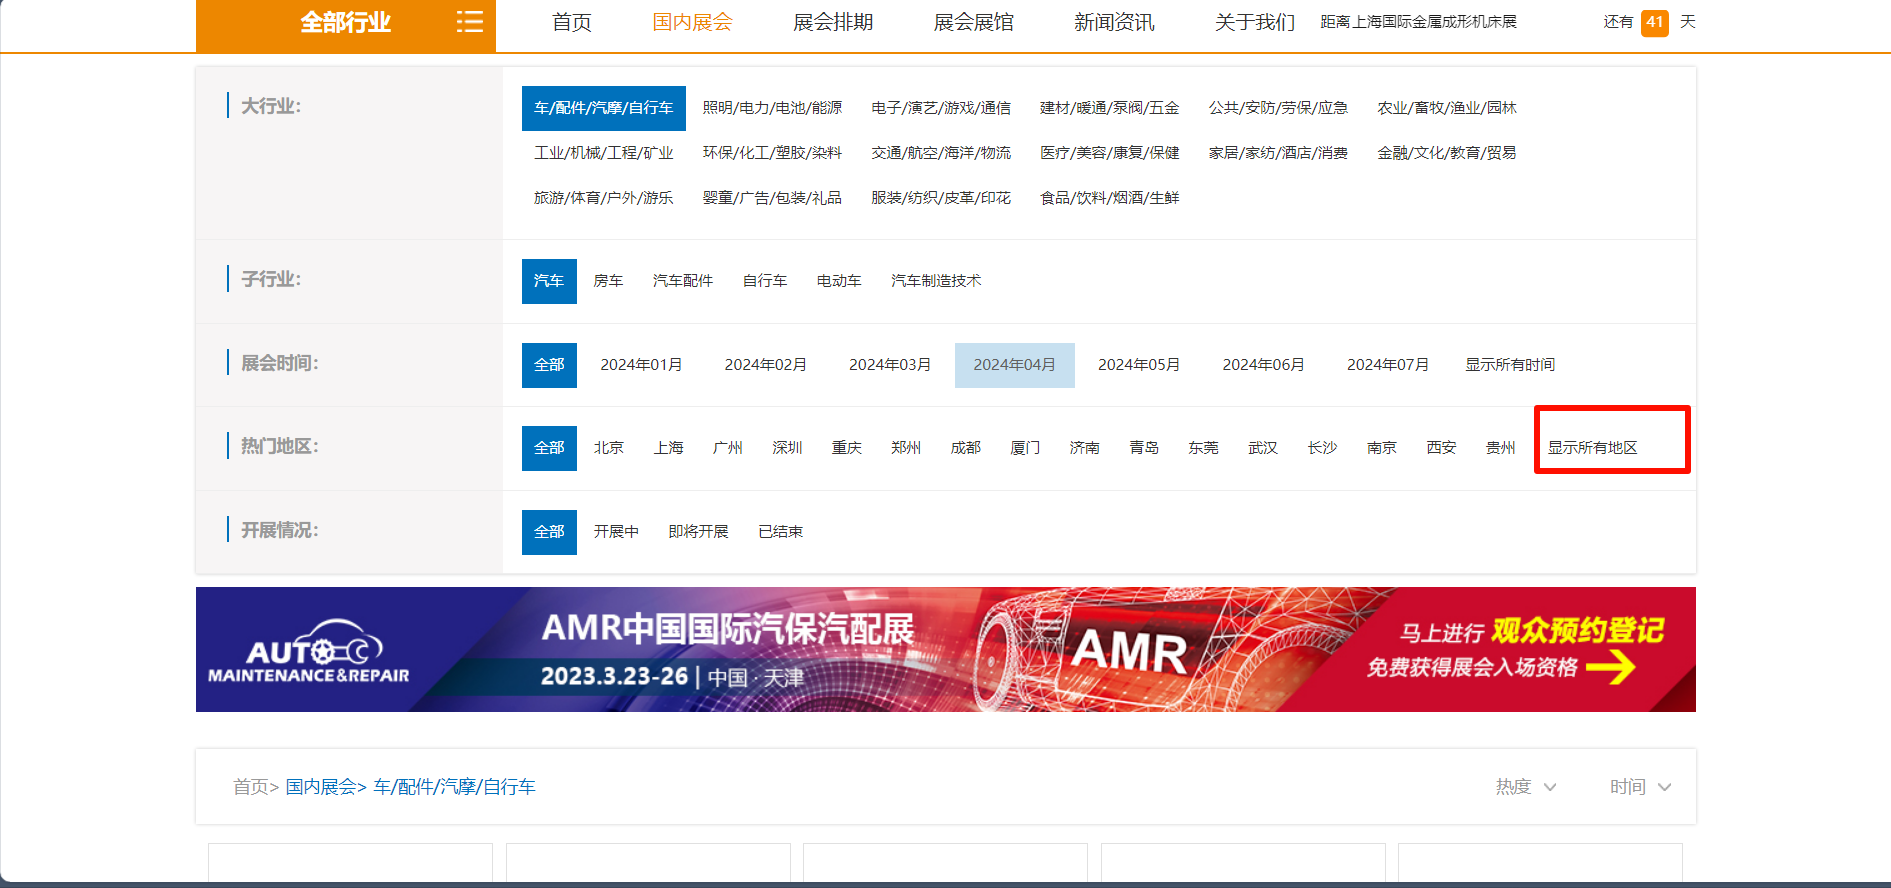 全部行业 首页 国内展会 展会排期 展会展馆 新闻资讯 关于我们 距离上海国际金属成形机床展 还有 41 天
大行业: 车/配件/汽摩/自行车 照明/电力/电池/能源 电子/演艺/游戏/通信 建材/暖通/泵阀/五金 公共/安防/劳保/应急 农业/畜牧/渔业/园林
工业/机械/工程/矿业 环保/化工/塑胶/染料 交通/航空/海洋/物流 医疗/美容/康复/保健 家居/家纺/酒店/消费 金融/文化/教育/贸易
旅游/体育/户外/游乐 婴童/广告/包装/礼品 服装/纺织/皮革/印花 食品/饮料/烟酒/生鲜
子行业: 汽车 房车 汽车配件 自行车 电动车 汽车制造技术
展会时间: 全部 2024年01月 2024年02月 2024年03月 2024年04月 2024年05月 2024年06月 2024年07月 显示所有时间
热门地区: 全部 北京 上海 广州 深圳 重庆 郑州 成都 厦门 济南 青岛 东莞 武汉 长沙 南京 西安 贵州 显示所有地区
开展情况: 全部 开展中 即将开展 已结束
AUTO
MAINTENANCE&REPAIR
AMR中国国际汽保汽配展
2023.3.23-26 | 中国·天津
AMR
马上进行 观众预约登记
免费获得展会入场资格
首页> 国内展会> 车/配件/汽摩/自行车 热度 时间